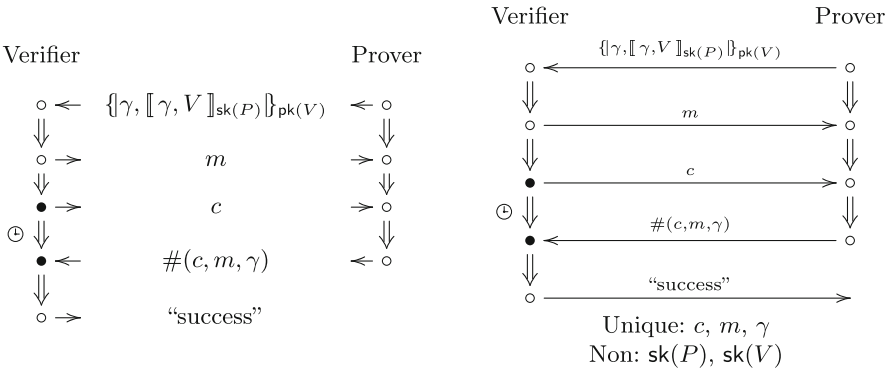 Verifier Prover
{|γ, ⟦ γ, V ⟧sk(P)|}pk(V)
m
c
#(c, m, γ)
“success”
Verifier Prover
{|γ, ⟦ γ, V ⟧sk(P)|}pk(V)
m
c
#(c, m, γ)
“success”
Unique: c, m, γ
Non: sk(P), sk(V)